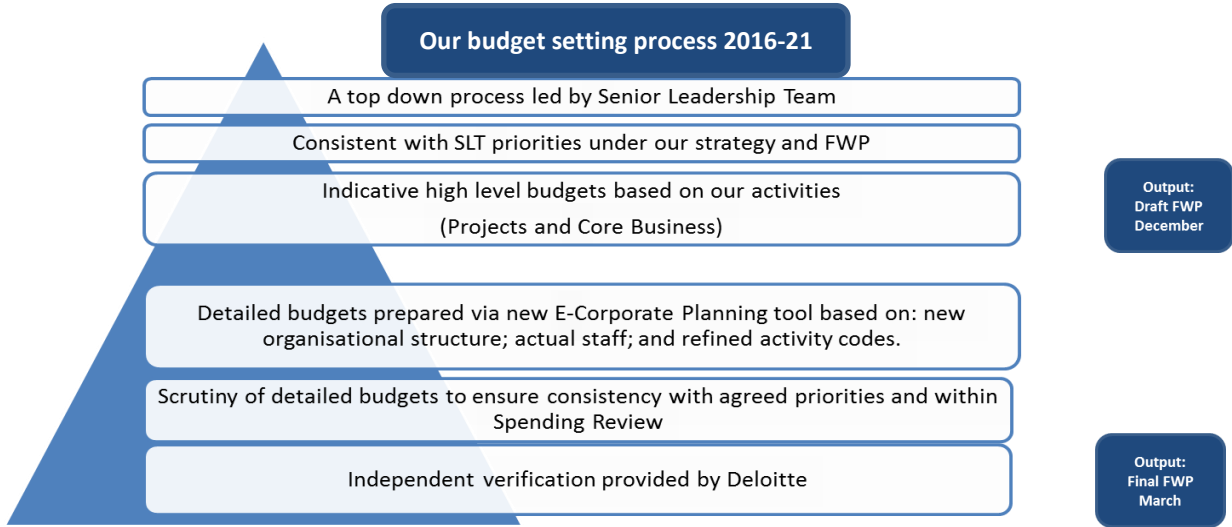 Our budget setting process 2016-21
A top down process led by Senior Leadership Team
Consistent with SLT priorities under our strategy and FWP
Indicative high level budgets based on our activities
(Projects and Core Business)
Output:
Draft FWP
December
Detailed budgets prepared via new E-Corporate Planning tool based on: new
organisational structure; actual staff; and refined activity codes.
Scrutiny of detailed budgets to ensure consistency with agreed priorities and within
Spending Review
Independent verification provided by Deloitte
Output:
Final FWP
March